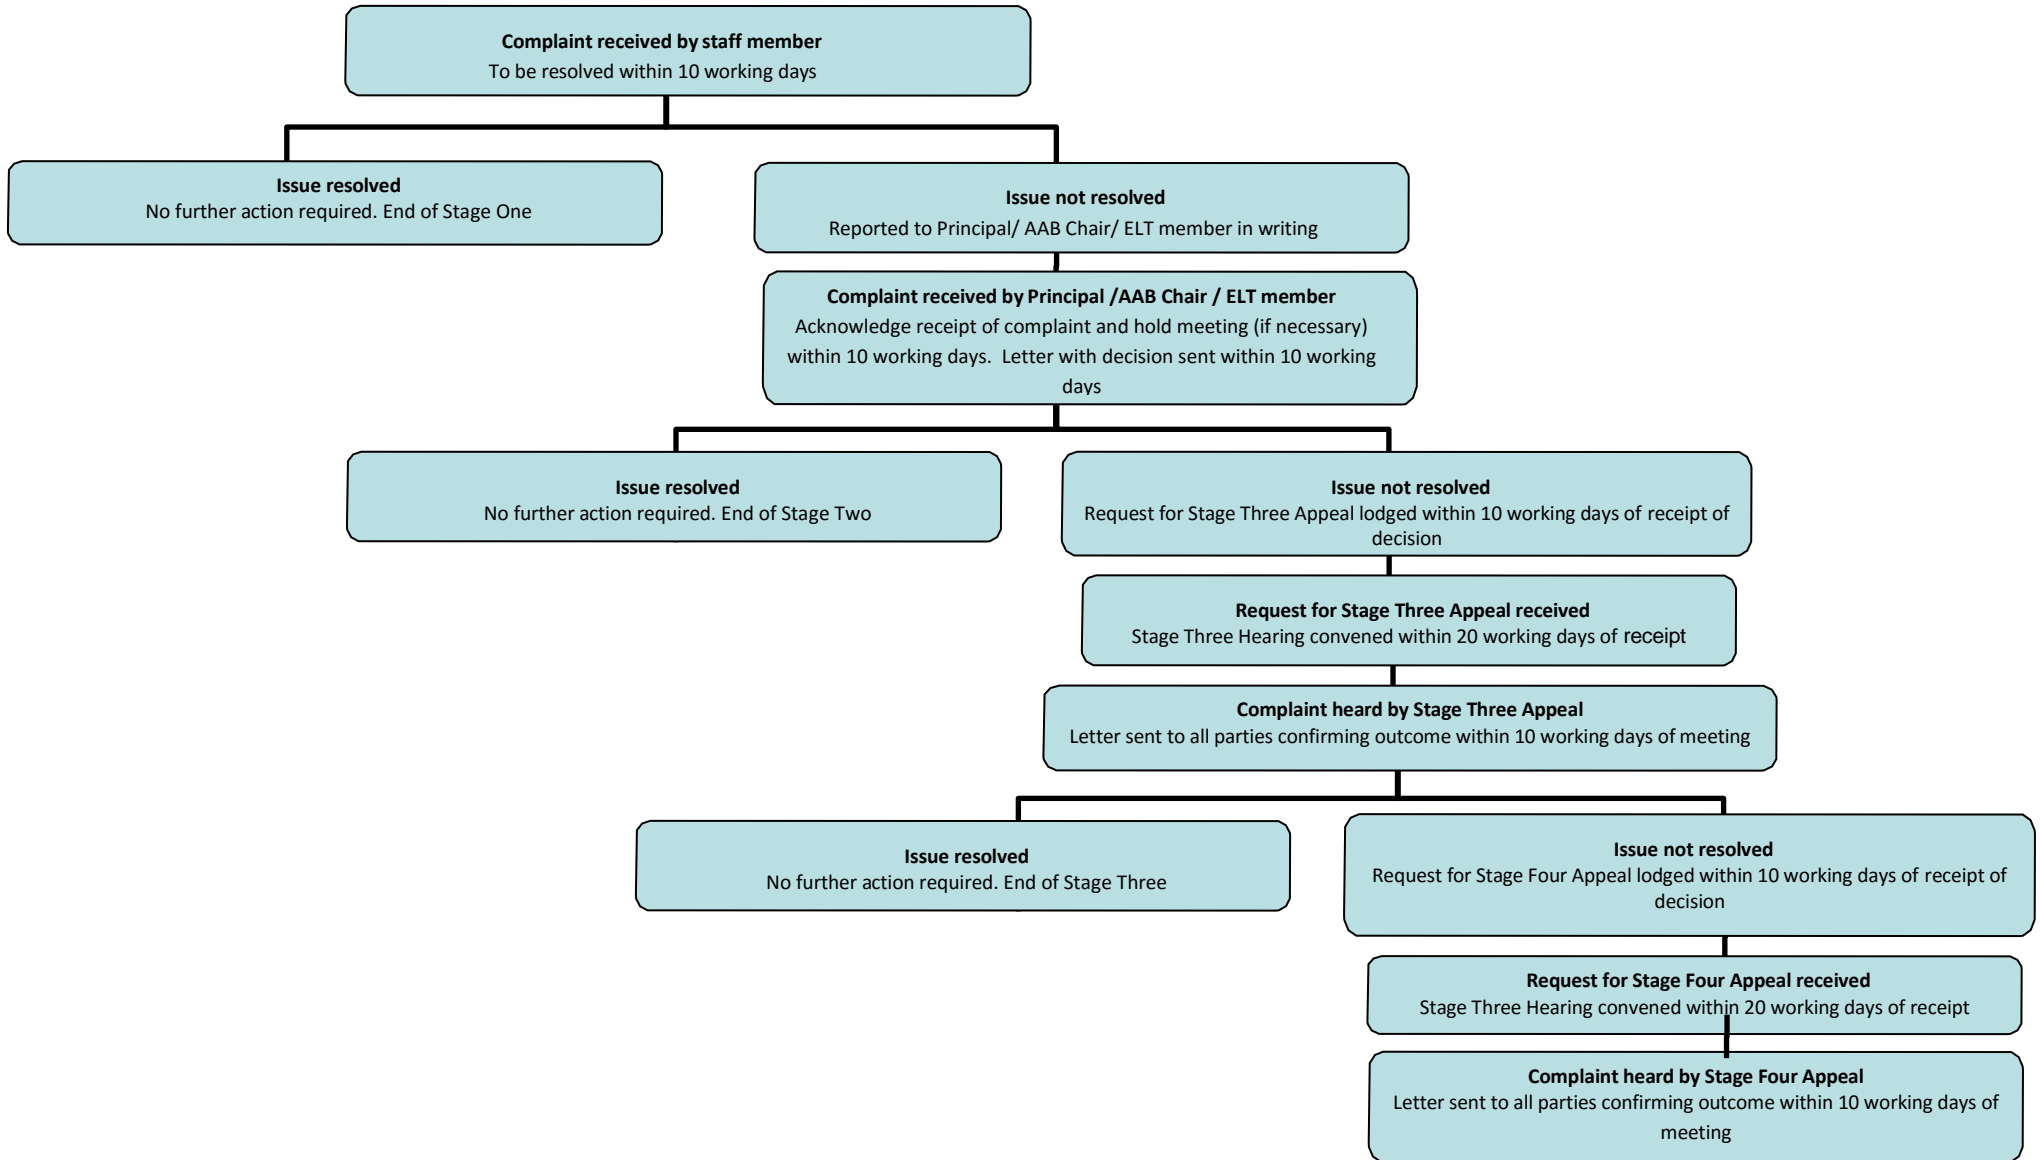 Complaint received by staff member
To be resolved within 10 working days
Issue resolved
No further action required. End of Stage One
Issue not resolved
Reported to Principal/ AAB Chair/ ELT member in writing
Complaint received by Principal /AAB Chair / ELT member
Acknowledge receipt of complaint and hold meeting (if necessary)
within 10 working days.  Letter with decision sent within 10 working
days
Issue resolved
No further action required. End of Stage Two
Issue not resolved
Request for Stage Three Appeal lodged within 10 working days of receipt of
decision
Request for Stage Three Appeal received
Stage Three Hearing convened within 20 working days of receipt
Complaint heard by Stage Three Appeal
Letter sent to all parties confirming outcome within 10 working days of meeting
Issue resolved
No further action required. End of Stage Three
Issue not resolved
Request for Stage Four Appeal lodged within 10 working days of receipt of
decision
Request for Stage Four Appeal received
Stage Three Hearing convened within 20 working days of receipt
Complaint heard by Stage Four Appeal
Letter sent to all parties confirming outcome within 10 working days of
meeting